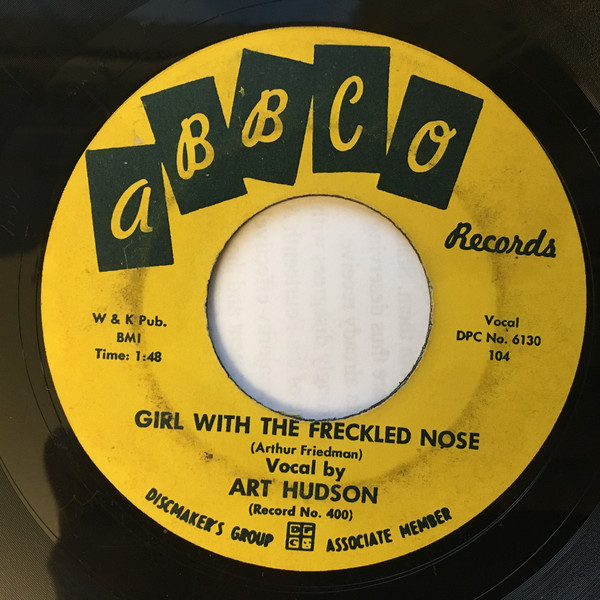 ABBCO
Records
W & K Pub.
BMI
Time: 1:48
Vocal
DPC No. 6130
104
GIRL WITH THE FRECKLED NOSE
(Arthur Friedman)
Vocal by
ART HUDSON
(Record No. 400)
DISCMAKER'S GROUP ASSOCIATE MEMBER